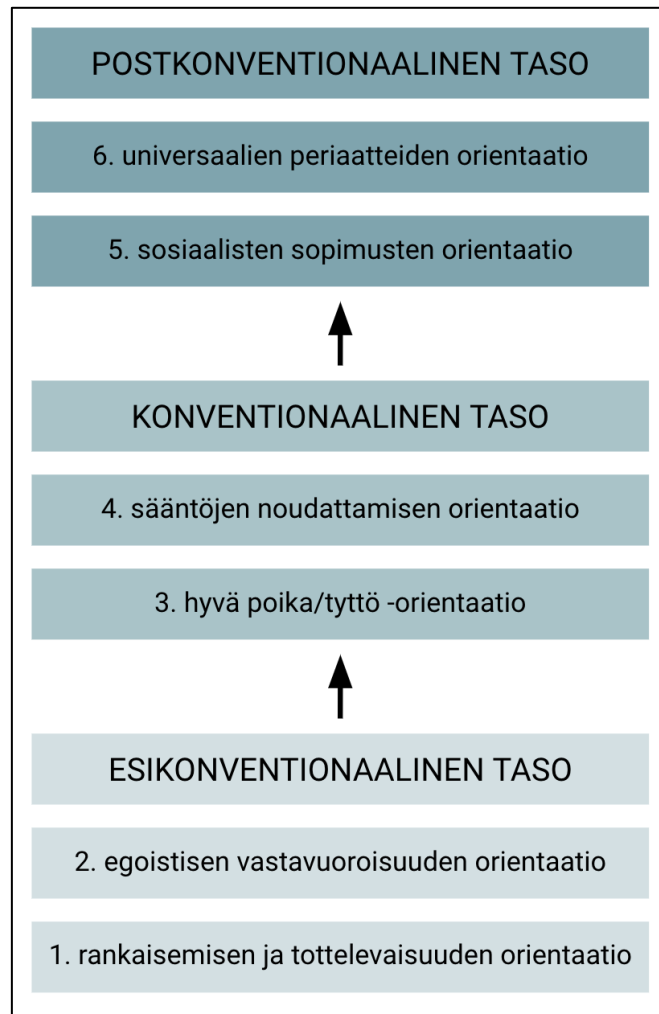 POSTKONVENTIONAALINEN TASO
6. universaalien periaatteiden orientaatio
5. sosiaalisten sopimusten orientaatio
KONVENTIONAALINEN TASO
4. sääntöjen noudattamisen orientaatio
3. hyvä poika/tyttö -orientaatio
ESIKONVENTIONAALINEN TASO
2. egoistisen vastavuoroisuuden orientaatio
1. rankaisemisen ja tottelevaisuuden orientaatio